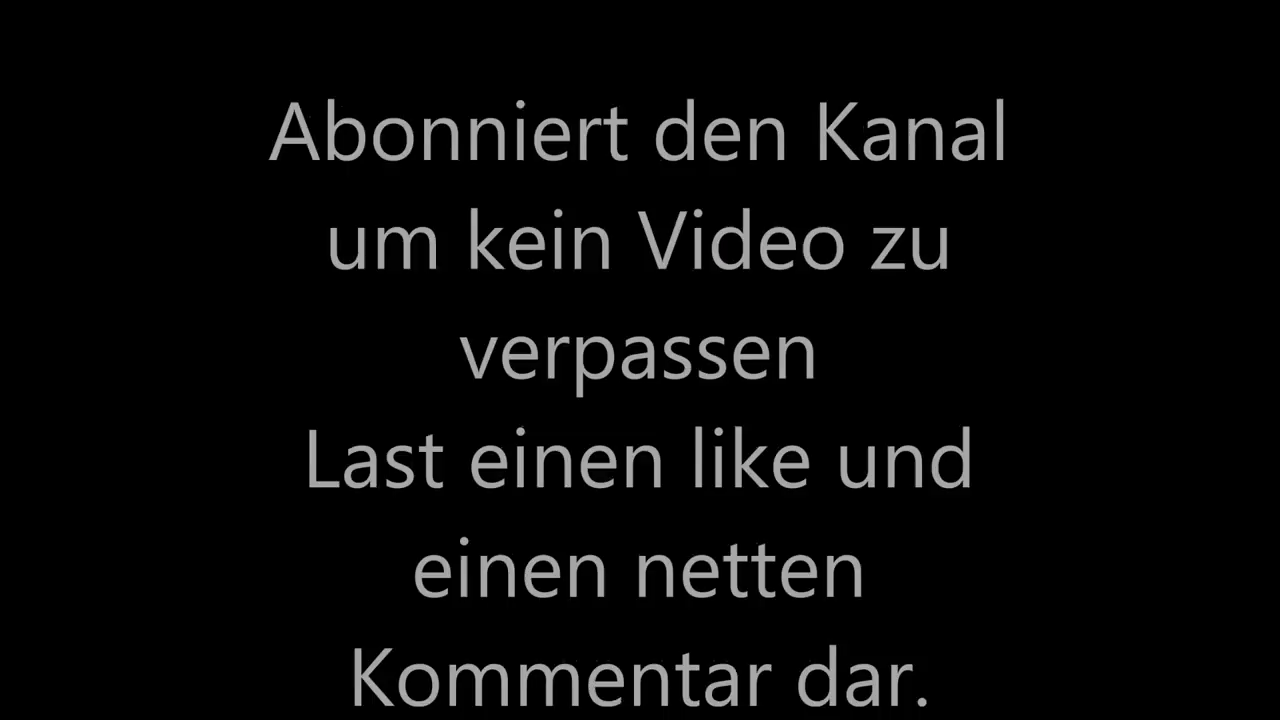 Abonniert den Kanal
um kein Video zu
verpassen
Last einen like und
einen netten
Kommentar dar.